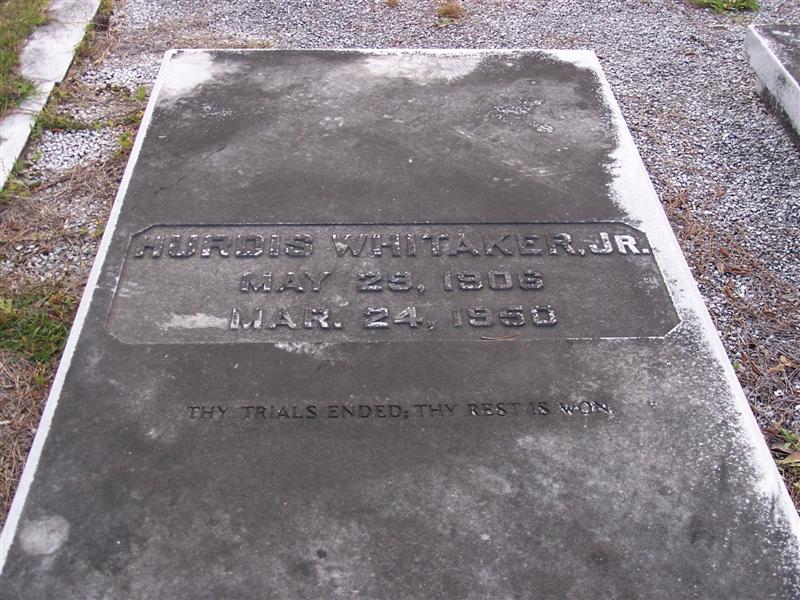 HURDIS WHITAKER, JR.
MAY 29, 1906
MAR. 24, 1950
THY TRIALS ENDED; THY REST IS WON